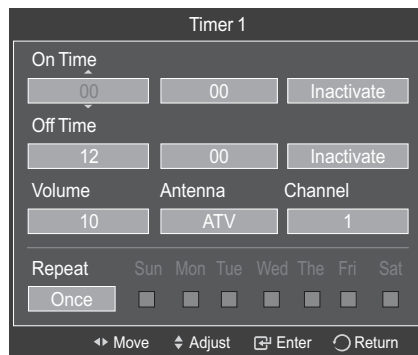 Timer 1
On Time
00 00 Inactivate
Off Time
12 00 Inactivate
Volume Antenna Channel
10 ATV 1
Repeat Sun Mon Tue Wed The Fri Sat
Once
Move Adjust Enter Return